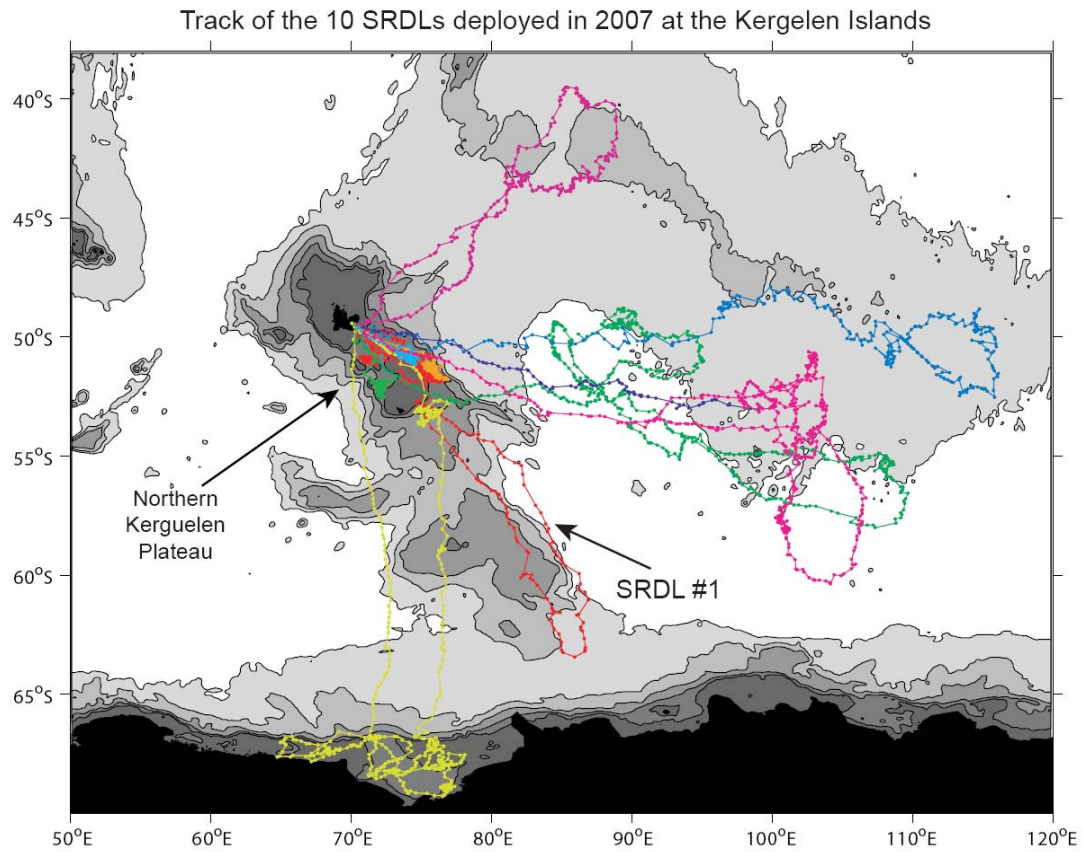 Track of the 10 SRDLs deployed in 2007 at the Kergelen Islands
40°S
45°S
50°S
55°S
60°S
65°S
Northern
Kerguelen
Plateau
SRDL #1
50°E
60°E
70°E
80°E
90°E
100°E
110°E
120°E